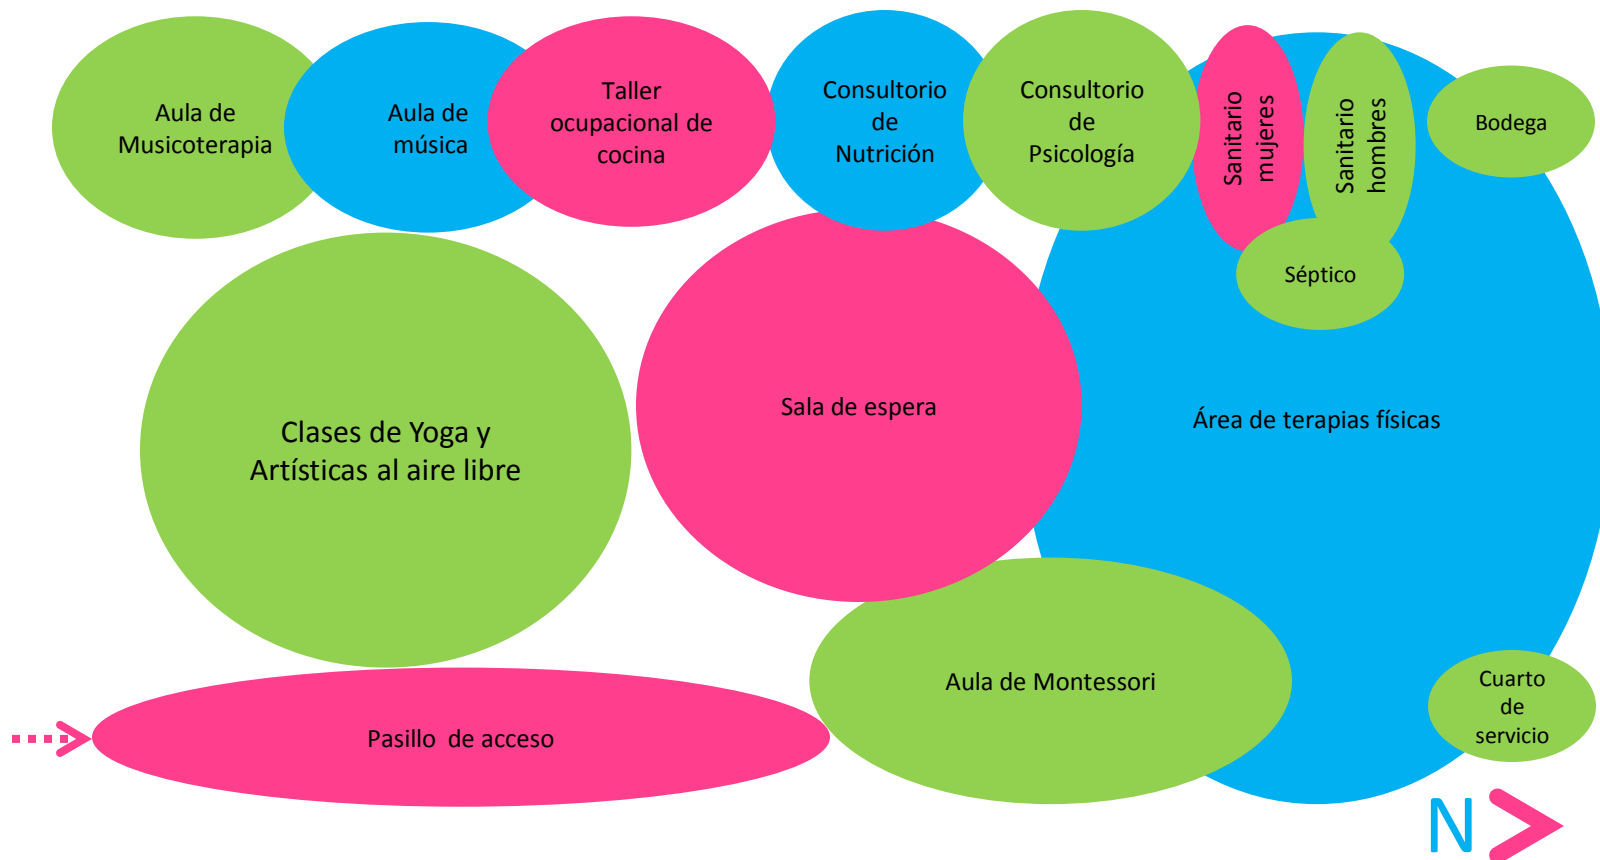 Aula de
Musicoterapia
Aula de
música
Taller
ocupacional de
cocina
Consultorio
de
Nutrición
Consultorio
de
Psicología
Sanitario
mujeres
Sanitario
hombres
Bodega
Séptico
Clases de Yoga y
Artísticas al aire libre
Sala de espera
Área de terapias físicas
Aula de Montessori
Cuarto
de
servicio
Pasillo de acceso
N